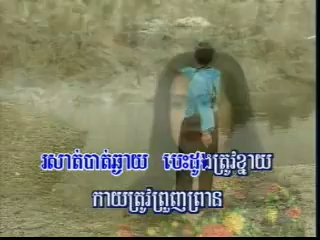 រសាត់បាត់ឆ្ងាយ បេះដូងត្រូវខ្នាយ
កាយត្រូវព្រួញព្រាន